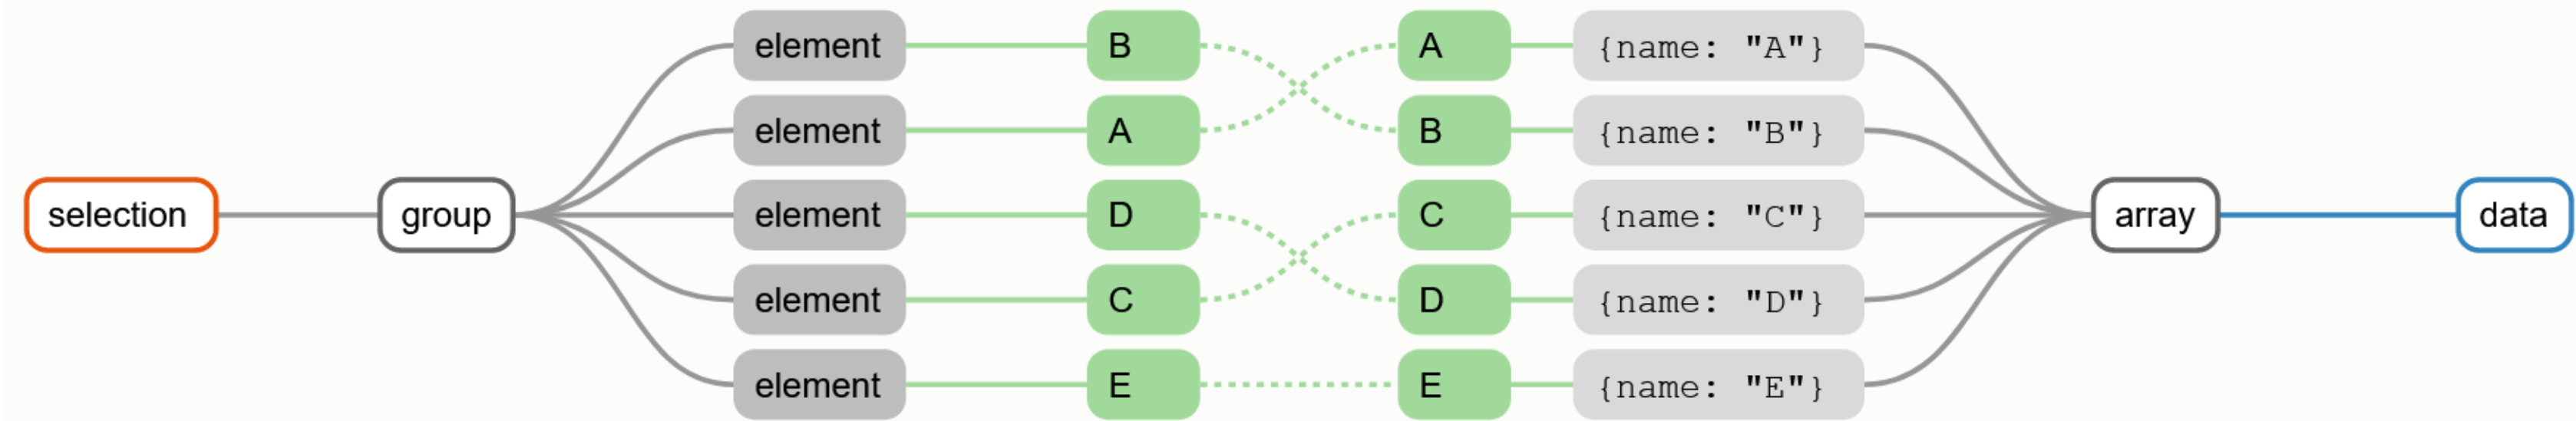 element B A {name: "A"}
element A B {name: "B"}
selection group element D C {name: "C"} array data
element C D {name: "D"}
element E E {name: "E"}